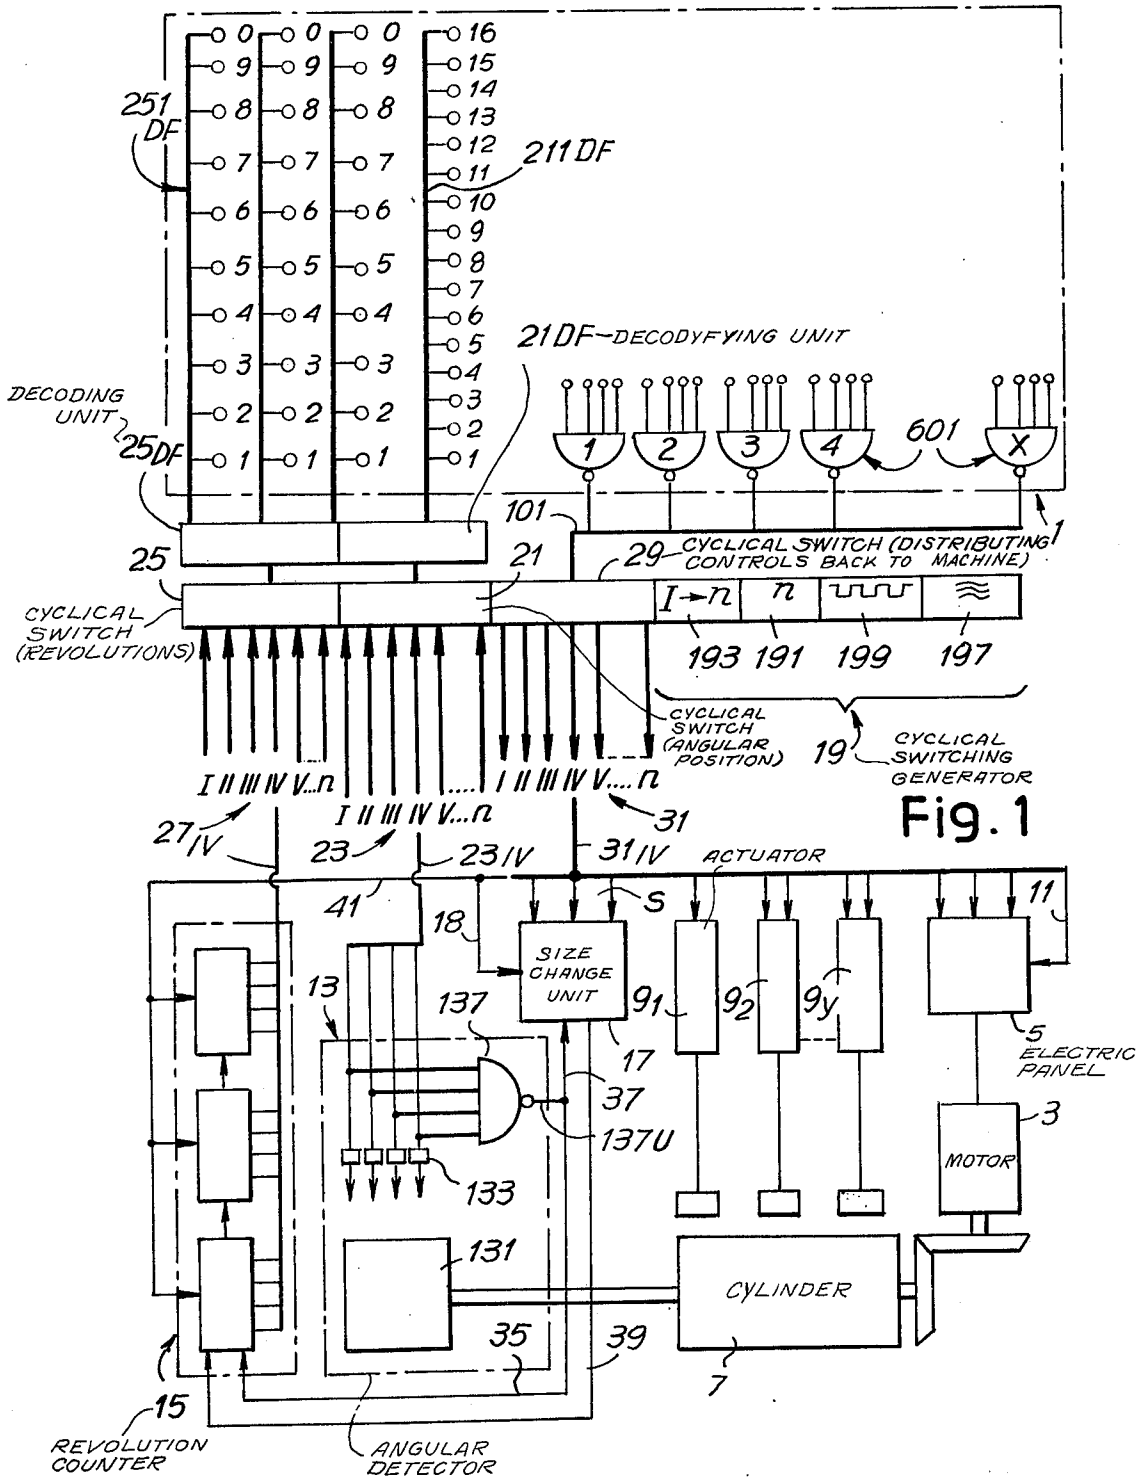 0 0 0 16
9 9 9 15
14
251 DF
8 8 8 13
12
7 7 7 11
211 DF
10
6 6 6 9
8
5 5 5 7
4 4 4 6
5
21DF—DECODYFYING UNIT
3 3 3 4
3
DECODING
UNIT
2 2 2 2
25DF
1 1 1 1
1 2 3 4 X
601
101
1
29 CYCLICAL SWITCH (DISTRIBUTING
CONTROLS BACK TO MACHINE)
25
21
I→n n
CYCLICAL
SWITCH
(REVOLUTIONS)
193 191 199 197
CYCLICAL
SWITCH
(ANGULAR
POSITION)
19
CYCLICAL
SWITCHING
GENERATOR
I II III IV V...n
I II III IV V....n
I II III IV V....n
27/IV
23
23/IV
31
31/IV
Fig. 1
ACTUATOR
41
S
11
18
SIZE
CHANGE
UNIT
13
137
91
92
9y
17
5
ELECTRIC
PANEL
37
137U
3
MOTOR
133
131
CYLINDER
35
39
7
15
REVOLUTION
COUNTER
ANGULAR
DETECTOR